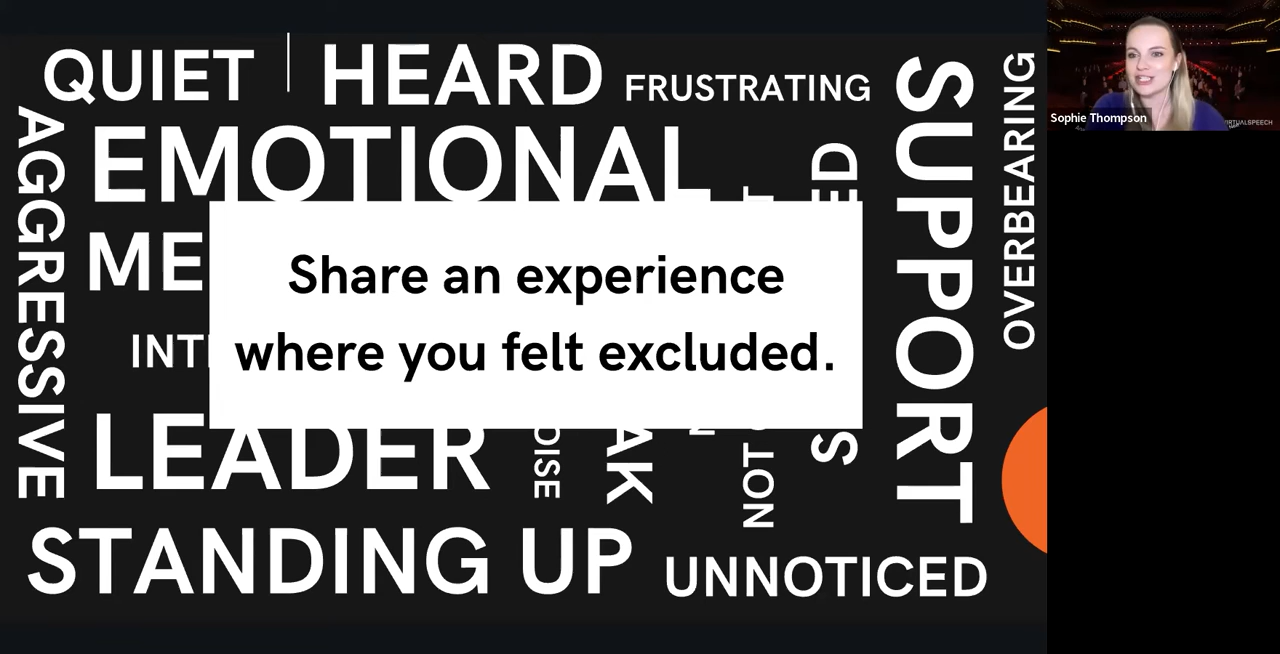 QUIET
HEARD
FRUSTRATING
SUPPORT
OVERBEARING
AGGRESSIVE
EMOTIONAL
Share an experience
where you felt excluded.
LEADER
NOT
STANDING UP
UNNOTICED
Sophie Thompson
VIRTUALSPEECH